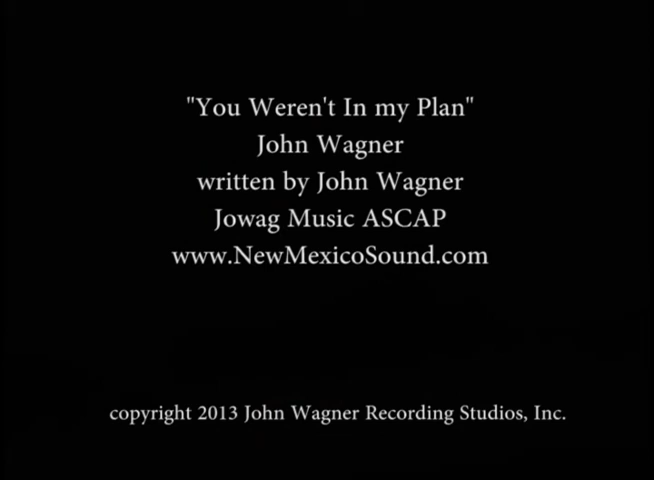 "You Weren't In my Plan"
John Wagner
written by John Wagner
Jowag Music ASCAP
www.NewMexicoSound.com
copyright 2013 John Wagner Recording Studios, Inc.